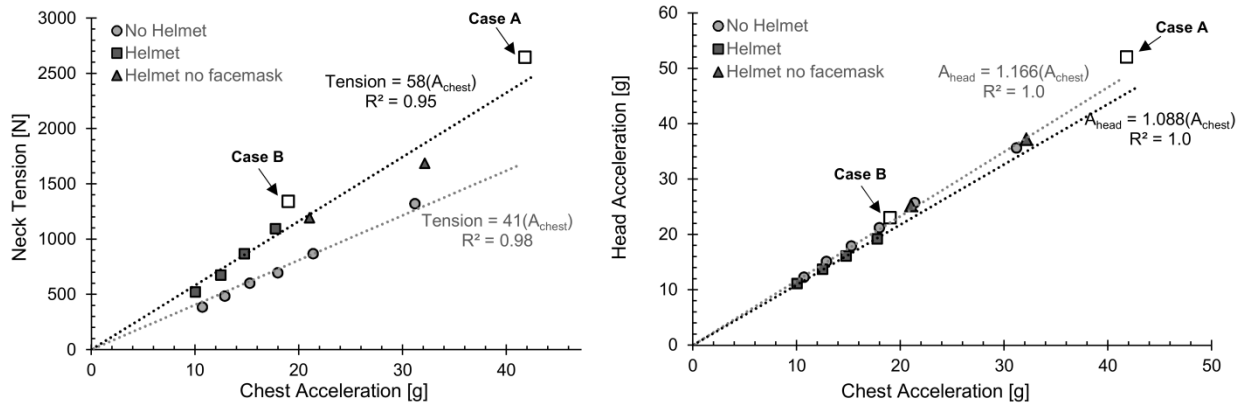 3000
2500
2000
1500
1000
500
0
Neck Tension [N]
No Helmet
Helmet
Helmet no facemask
Case A
Tension = 58(Achest)
R² = 0.95
Case B
Tension = 41(Achest)
R² = 0.98
0 10 20 30 40
Chest Acceleration [g]
60
50
40
30
20
10
0
Head Acceleration [g]
No Helmet
Helmet
Helmet no facemask
Case A
Ahead = 1.166(Achest)
R² = 1.0
Ahead = 1.088(Achest)
R² = 1.0
Case B
0 10 20 30 40 50
Chest Acceleration [g]